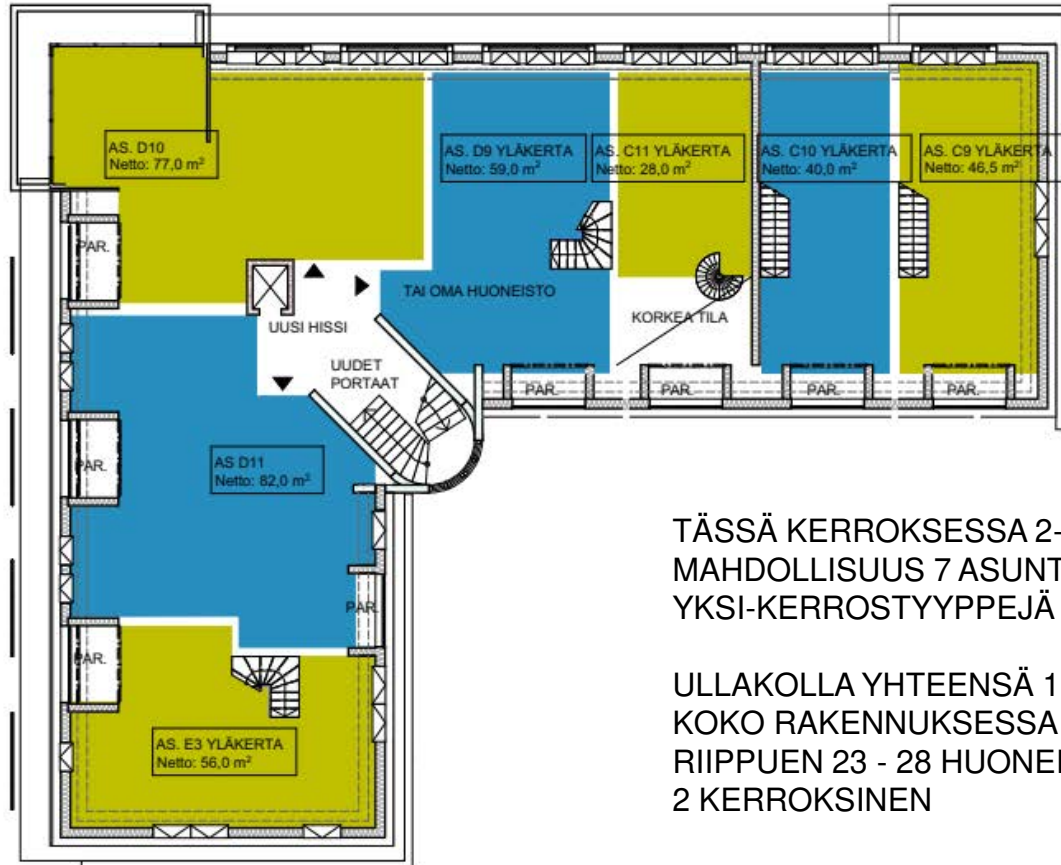 AS. D10
Netto: 77,0 m²
AS. D9 YLÄKERTA
Netto: 59,0 m²
AS. C11 YLÄKERTA
Netto: 28,0 m²
AS. C10 YLÄKERTA
Netto: 40,0 m²
AS. C9 YLÄKERTA
Netto: 46,5 m²
PAR.
TAI OMA HUONEISTO
UUSI HISSI
KORKEA TILA
UUDET
PORTAAT
PAR.
PAR.
PAR.
PAR.
AS D11
Netto: 82,0 m²
PAR.
PAR.
PAR.
AS. E3 YLÄKERTA
Netto: 56,0 m²
TÄSSÄ KERROKSESSA 2-
MAHDOLLISUUS 7 ASUNT
YKSI-KERROSTYYPPEJÄ
ULLAKOLLA YHTEENSÄ 1
KOKO RAKENNUKSESSA
RIIPPUEN 23 - 28 HUONEI
2 KERROKSINEN